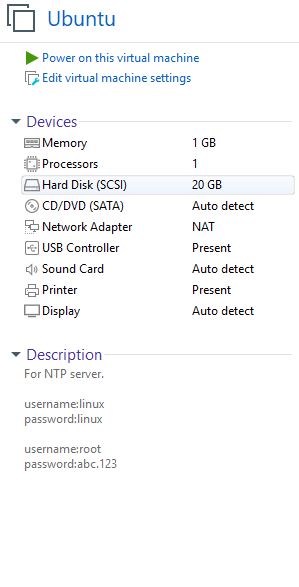 Ubuntu
Power on this virtual machine
Edit virtual machine settings
Devices
Memory 1 GB
Processors 1
Hard Disk (SCSI) 20 GB
CD/DVD (SATA) Auto detect
Network Adapter NAT
USB Controller Present
Sound Card Auto detect
Printer Present
Display Auto detect
Description
For NTP server.
username:linux
password:linux
username:root
password:abc.123